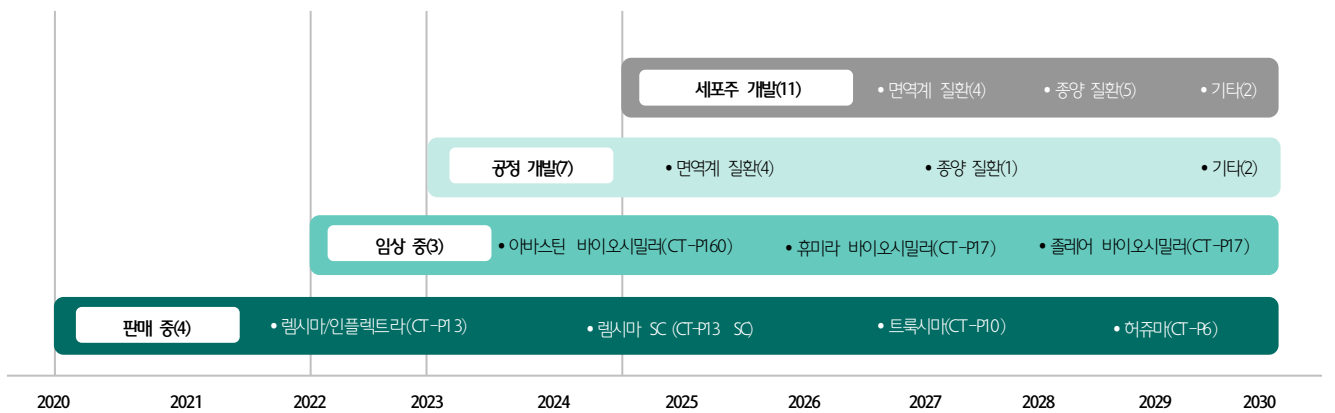 세포주 개발(11) • 면역계 질환(4) • 종양 질환(5) • 기타(2)
공정 개발(7) • 면역계 질환(4) • 종양 질환(1) • 기타(2)
임상 중(3) • 아바스틴 바이오시밀러(CT-P160) • 휴미라 바이오시밀러(CT-P17) • 졸레어 바이오시밀러(CT-P17)
판매 중(4) • 렘시마/인플렉트라(CT-P13) • 렘시마 SC (CT-P13 SC) • 트룩시마(CT-P10) • 허쥬마(CT-P6)
2020 2021 2022 2023 2024 2025 2026 2027 2028 2029 2030